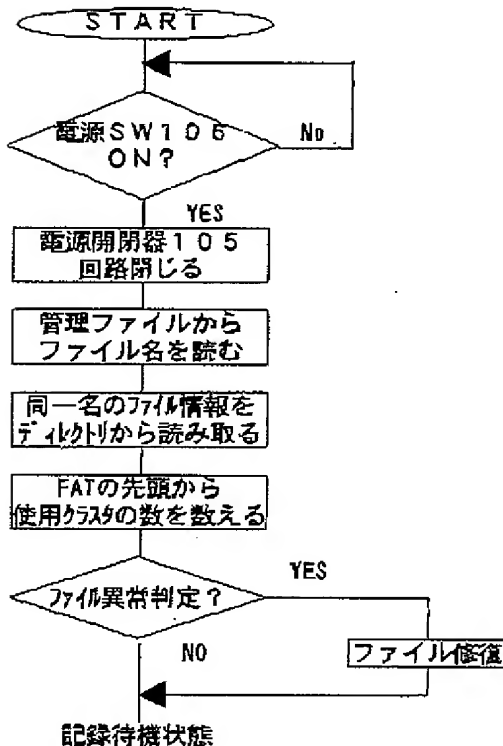 ＳＴＡＲＴ
電源ＳＷ１０６
ＯＮ？
No
YES
電源開閉器１０５
回路閉じる
管理ファイルから
ファイル名を読む
同一名のﾌｧｲﾙ情報を
ﾃﾞｨﾚｸﾄﾘから読み取る
FATの先頭から
使用ｸﾗｽﾀの数を数える
YES
ﾌｧｲﾙ異常判定？
NO
ファイル修復
記録待機状態